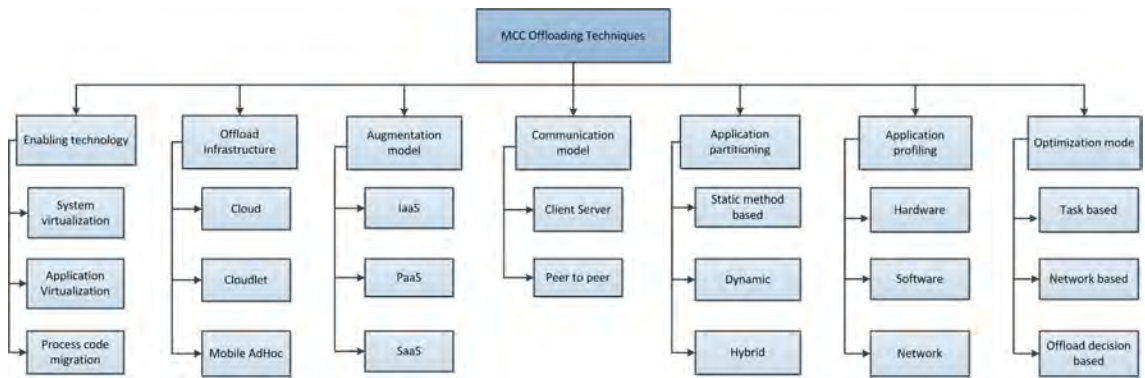 MCC Offloading Techniques
Enabling technology
System
virtualization
Application
Virtualization
Process code
migration
Offload
Infrastructure
Cloud
Cloudlet
Mobile AdHoc
Augmentation
model
IaaS
PaaS
SaaS
Communication
model
Client Server
Peer to peer
Application
partitioning
Static method
based
Dynamic
Hybrid
Application
profiling
Hardware
Software
Network
Optimization mode
Task based
Network based
Offload decision
based